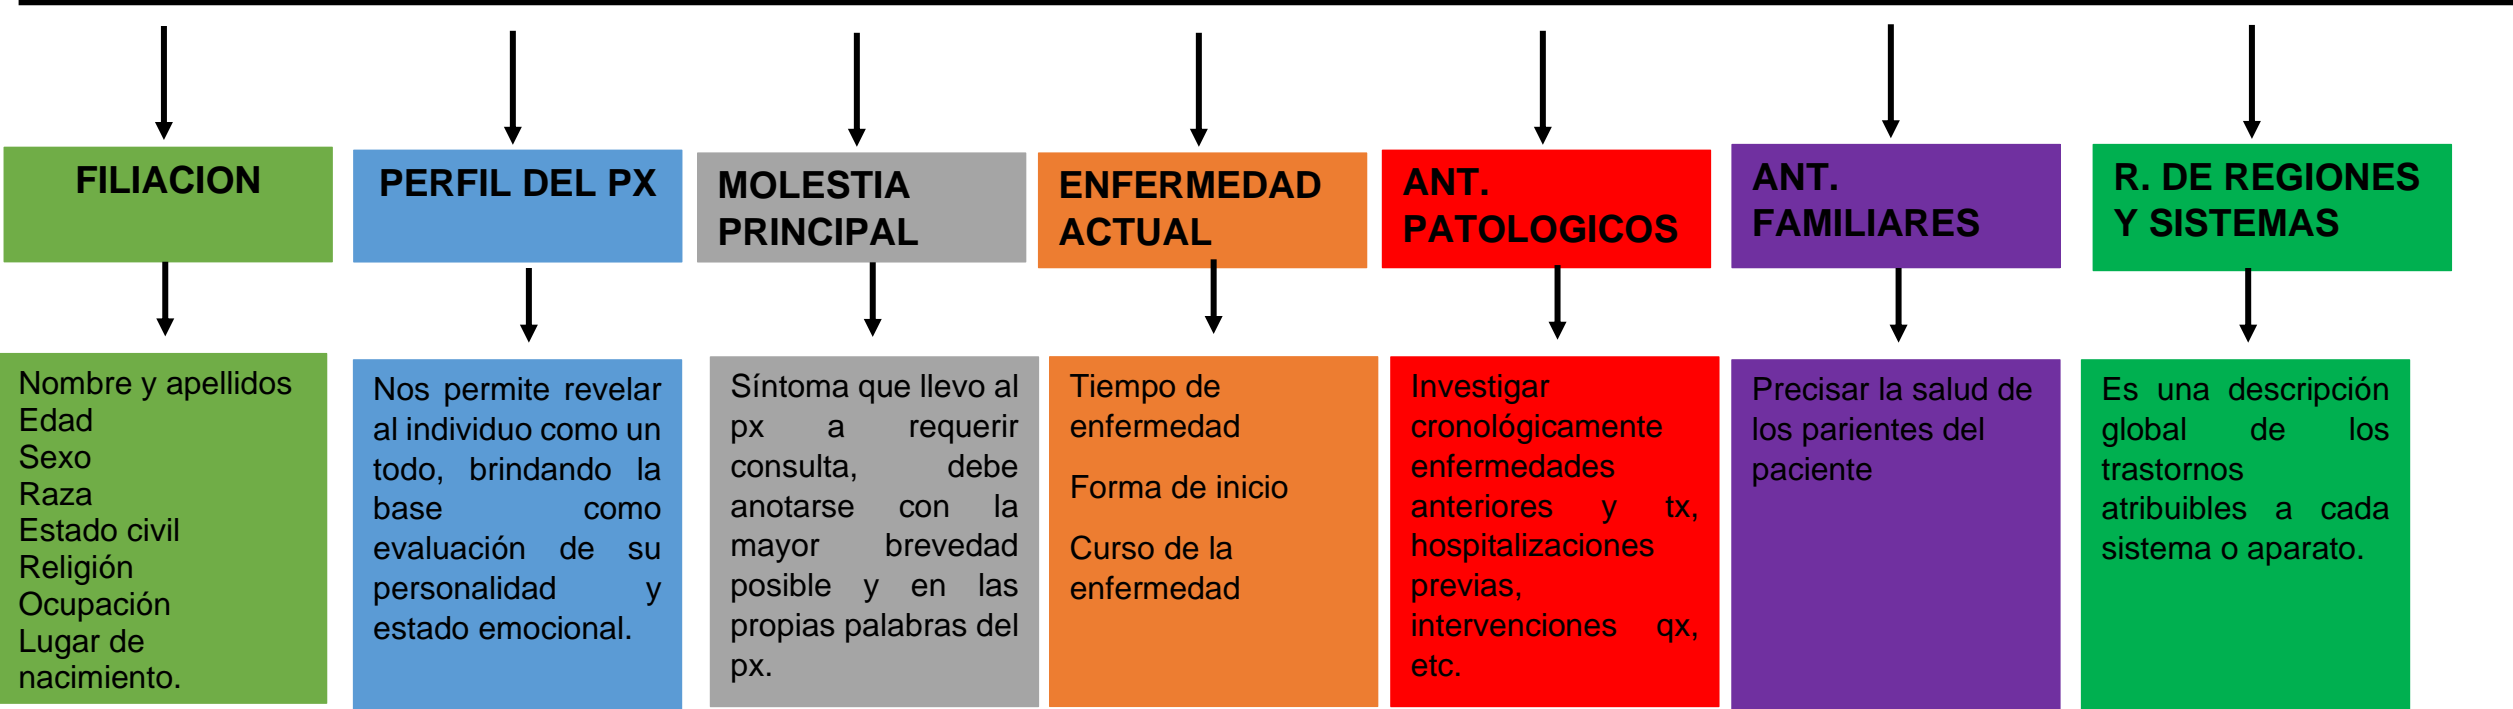 FILIACION
PERFIL DEL PX
MOLESTIA
PRINCIPAL
ENFERMEDAD
ACTUAL
ANT.
PATOLOGICOS
ANT.
FAMILIARES
R. DE REGIONES
Y SISTEMAS
Nombre y apellidos
Edad
Sexo
Raza
Estado civil
Religión
Ocupación
Lugar de
nacimiento.
Nos permite revelar
al individuo como un
todo, brindando la
base como
evaluación de su
personalidad y
estado emocional.
Síntoma que llevo al
px a requerir
consulta, debe
anotarse con la
mayor brevedad
posible y en las
propias palabras del
px.
Tiempo de
enfermedad
Forma de inicio
Curso de la
enfermedad
Investigar
cronológicamente
enfermedades
anteriores y tx,
hospitalizaciones
previas,
intervenciones qx,
etc.
Precisar la salud de
los parientes del
paciente
Es una descripción
global de los
trastornos
atribuibles a cada
sistema o aparato.